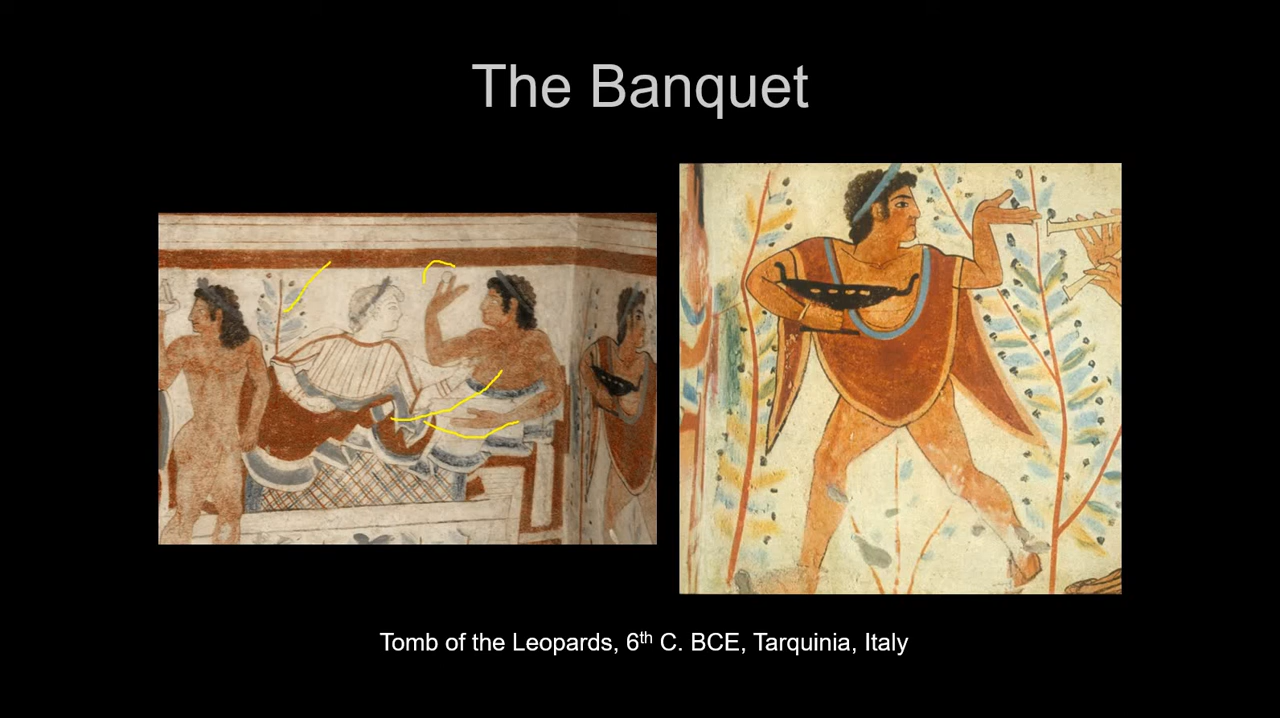 The Banquet
Tomb of the Leopards, 6th C. BCE, Tarquinia, Italy